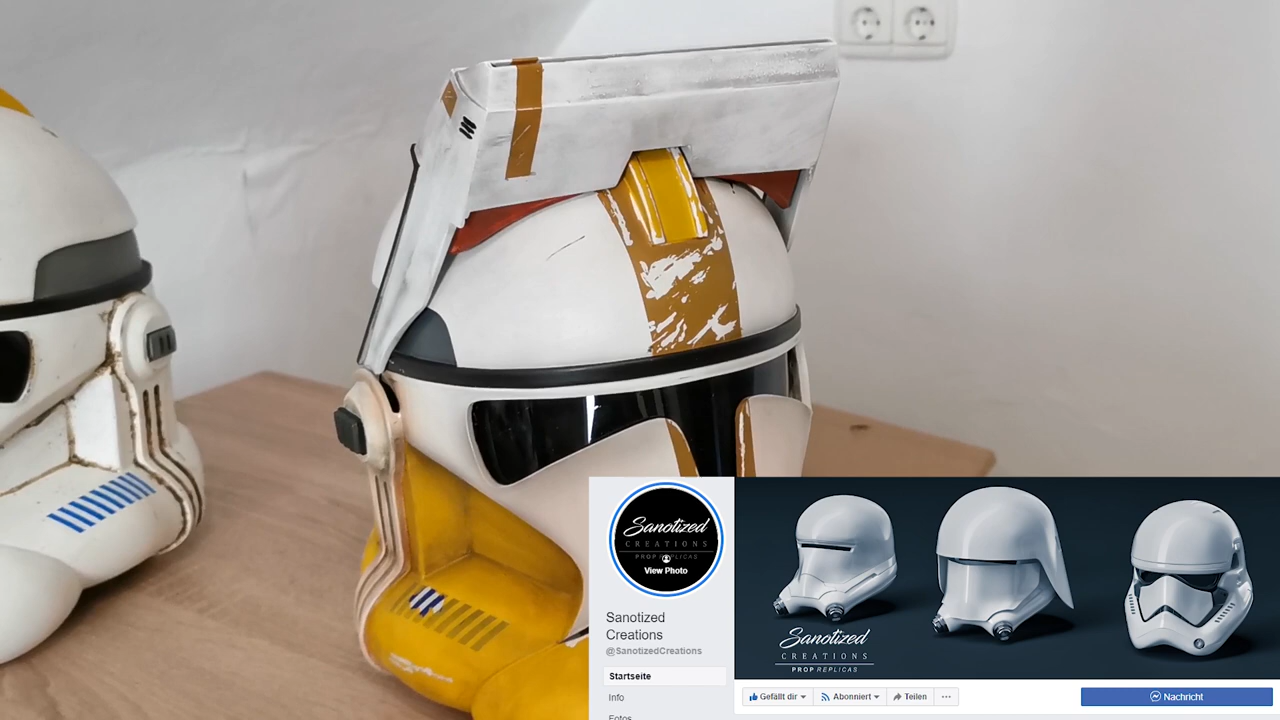 Sanotized
CREATIONS
PROP REPLICAS
View Photo
Sanotized
Creations
@SanotizedCreations
Startseite
Info
Fotos
Sanotized
CREATIONS
PROP REPLICAS
Gefällt dir
Abonniert
Teilen
Nachricht